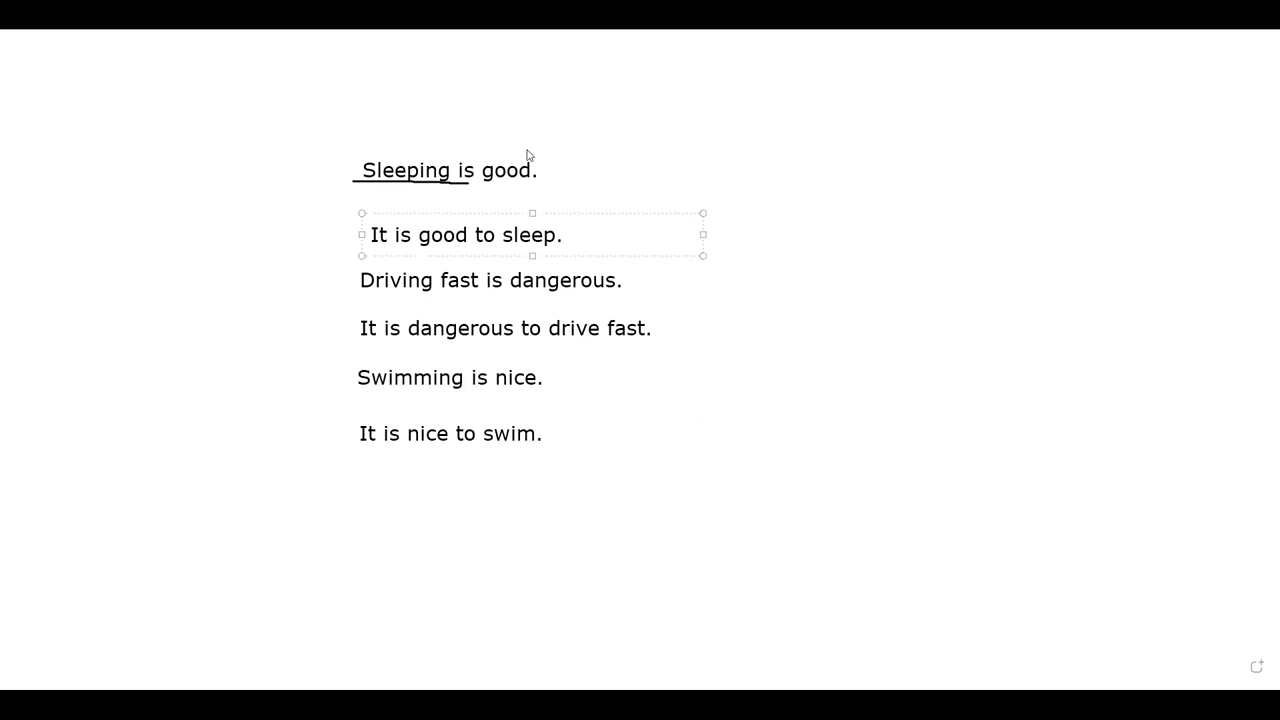 Sleeping is good.
It is good to sleep.
Driving fast is dangerous.
It is dangerous to drive fast.
Swimming is nice.
It is nice to swim.